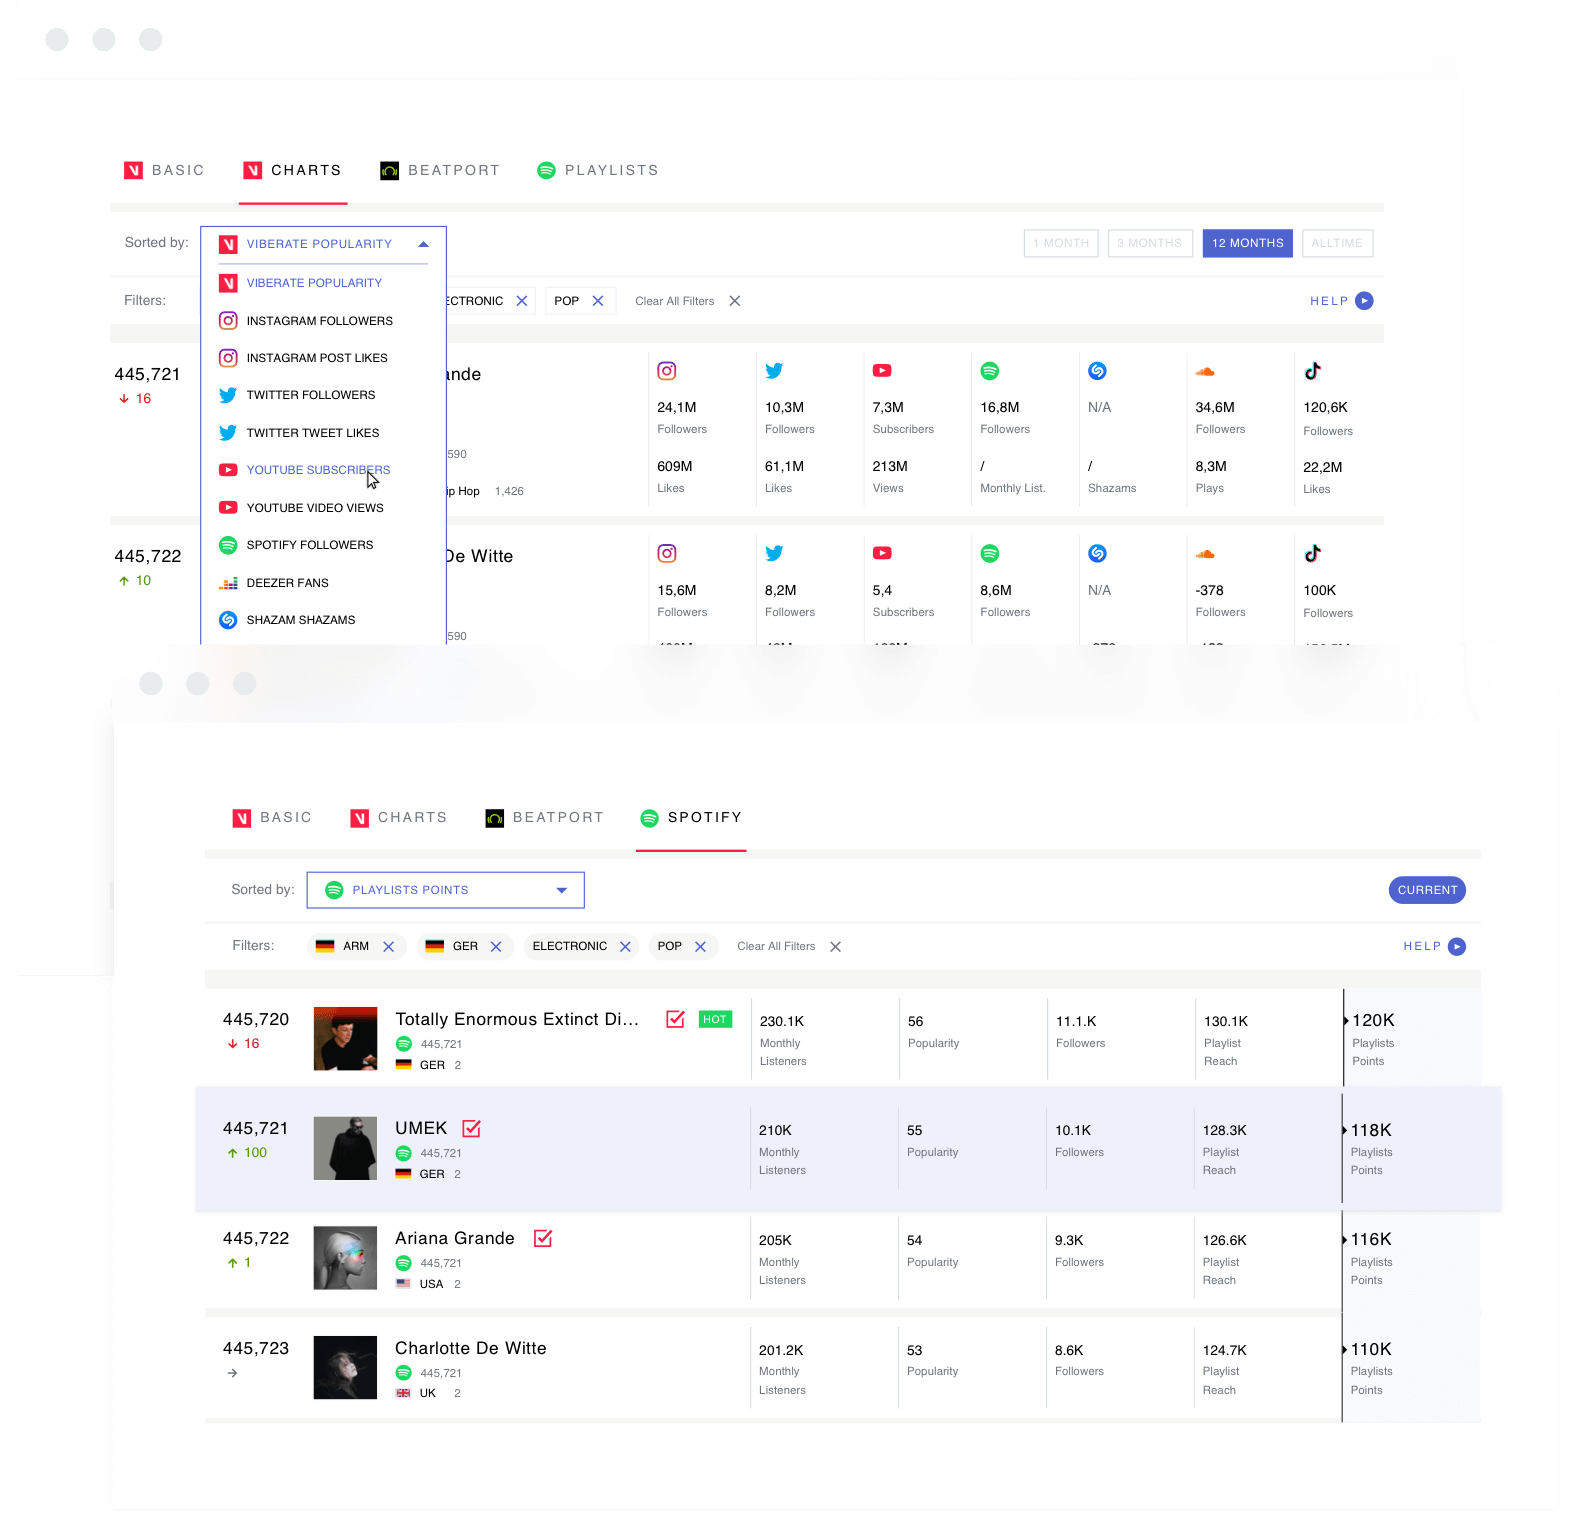 BASIC CHARTS BEATPORT PLAYLISTS
Sorted by: VIBERATE POPULARITY 1 MONTH 3 MONTHS 12 MONTHS ALLTIME
VIBERATE POPULARITY
Filters: CTRONIC POP Clear All Filters HELP
INSTAGRAM FOLLOWERS
INSTAGRAM POST LIKES
TWITTER FOLLOWERS
TWITTER TWEET LIKES
YOUTUBE SUBSCRIBERS
YOUTUBE VIDEO VIEWS
SPOTIFY FOLLOWERS
DEEZER FANS
SHAZAM SHAZAMS
445,721 ande
16
24,1M 10,3M 7,3M 16,8M N/A 34,6M 120,6K
Followers Followers Subscribers Followers Followers Followers
590
609M 61,1M 213M / / 8,3M 22,2M
Likes Likes Views Monthly List. Shazams Plays Likes
ip Hop 1,426
445,722 De Witte
10
15,6M 8,2M 5,4 8,6M N/A -378 100K
Followers Followers Subscribers Followers Followers Followers
590
BASIC CHARTS BEATPORT SPOTIFY
Sorted by: PLAYLISTS POINTS CURRENT
Filters: ARM GER ELECTRONIC POP Clear All Filters HELP
445,720 Totally Enormous Extinct Di... HOT 230.1K 56 11.1.K 130.1K 120K
16 445,721 Monthly Popularity Followers Playlist Playlists
GER 2 Listeners Reach Points
445,721 UMEK 210K 55 10.1K 128.3K 118K
100 445,721 Monthly Popularity Followers Playlist Playlists
GER 2 Listeners Reach Points
445,722 Ariana Grande 205K 54 9.3K 126.6K 116K
1 445,721 Monthly Popularity Followers Playlist Playlists
USA 2 Listeners Reach Points
445,723 Charlotte De Witte 201.2K 53 8.6K 124.7K 110K
445,721 Monthly Popularity Followers Playlist Playlists
UK 2 Listeners Reach Points